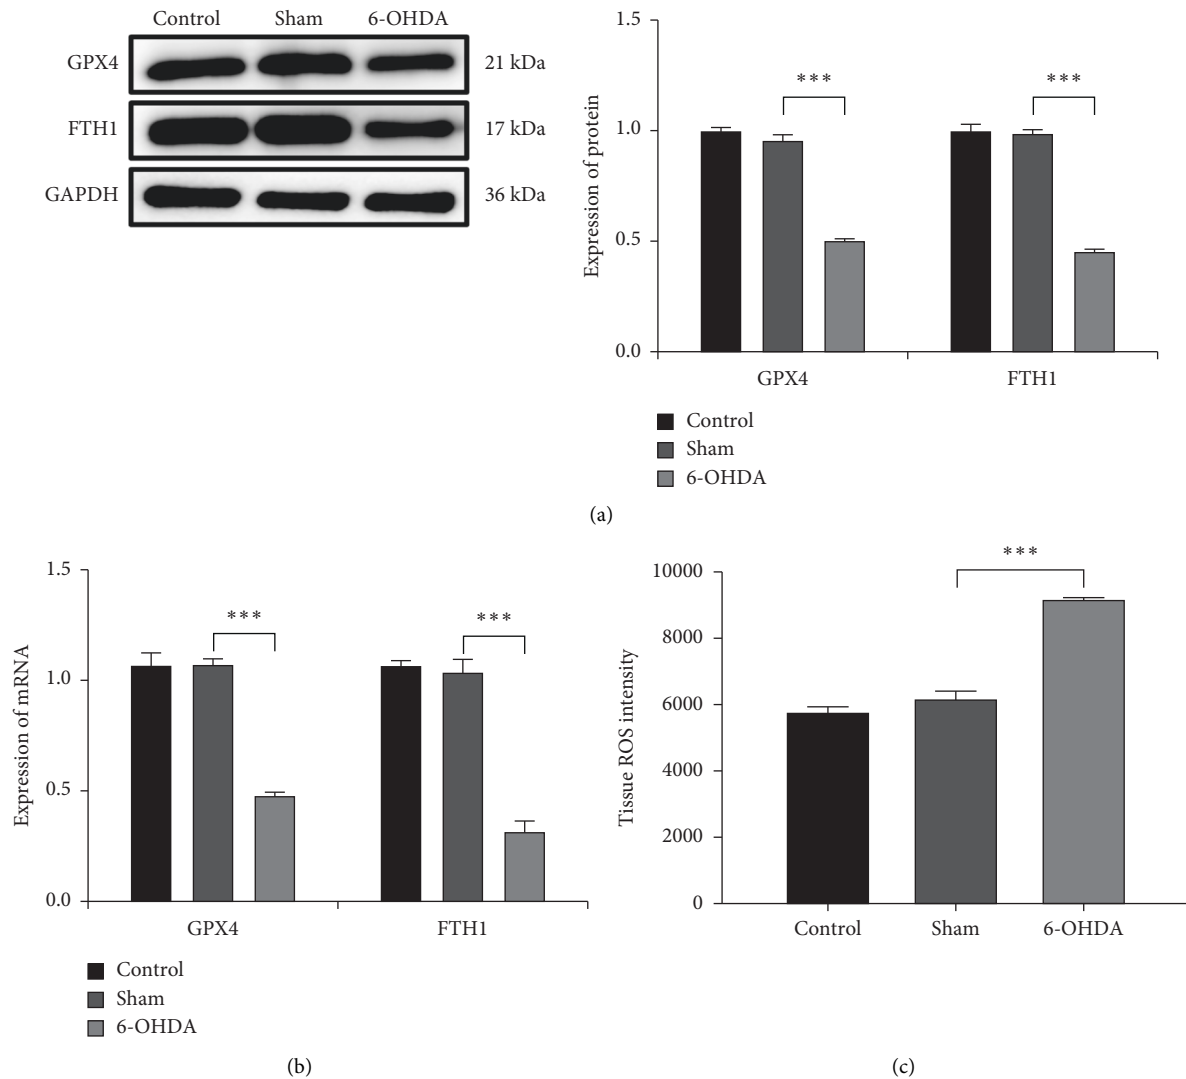 Control Sham 6-OHDA
GPX4 21 kDa
FTH1 17 kDa
GAPDH 36 kDa
Expression of protein
1.5
1.0
0.5
0.0
***
***
GPX4 FTH1
Control
Sham
6-OHDA
(a)
Expression of mRNA
1.5
1.0
0.5
0.0
***
***
GPX4 FTH1
Control
Sham
6-OHDA
(b)
Tissue ROS intensity
10000
8000
6000
4000
2000
0
***
Control Sham 6-OHDA
(c)